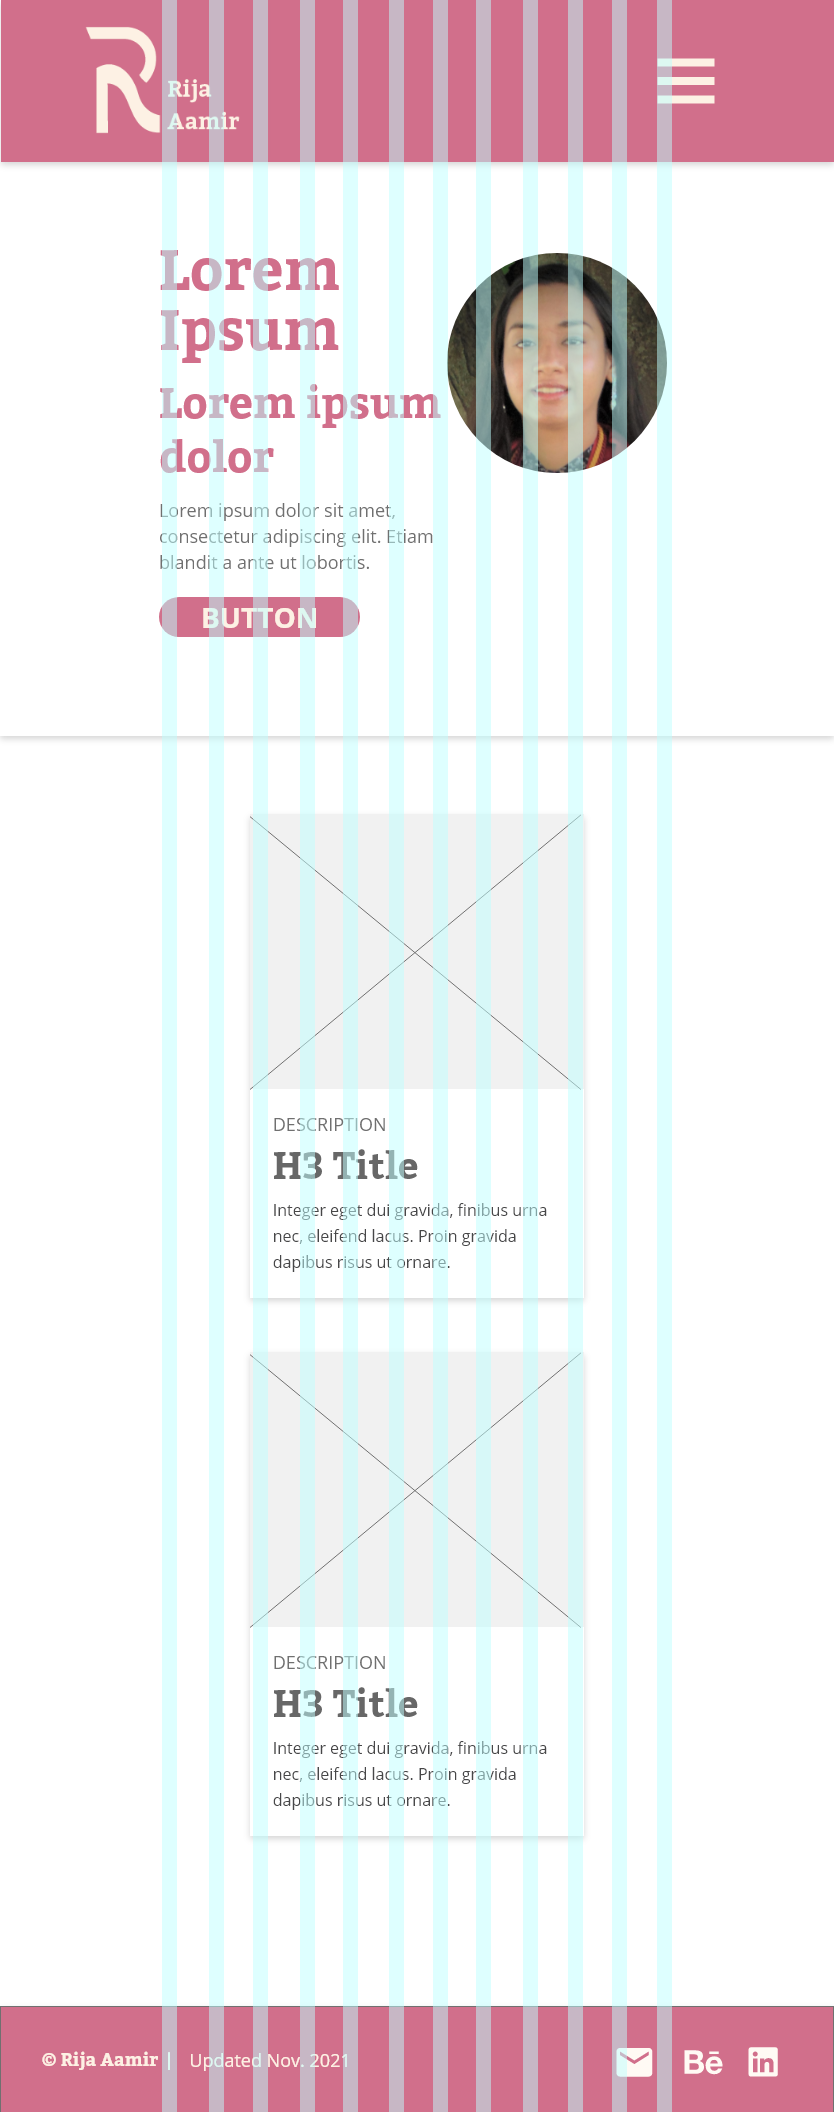 Rija
Aamir
Lorem
Ipsum
Lorem ipsum
dolor
Lorem ipsum dolor sit amet,
consectetur adipiscing elit. Etiam
blandit a ante ut lobortis.
BUTTON
DESCRIPTION
H3 Title
Integer eget dui gravida, finibus urna
nec, eleifend lacus. Proin gravida
dapibus risus ut ornare.
DESCRIPTION
H3 Title
Integer eget dui gravida, finibus urna
nec, eleifend lacus. Proin gravida
dapibus risus ut ornare.
© Rija Aamir | Updated Nov. 2021 Bē in